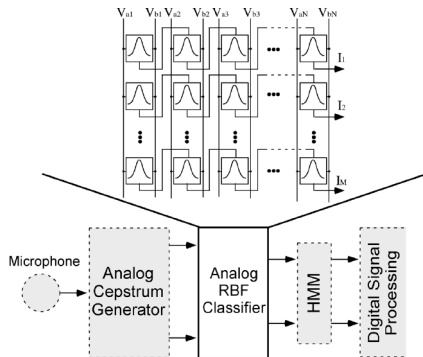 Va1 Vb1 Va2 Vb2 Va3 Vb3 VaN VbN
I1
I2
IM
Microphone
Analog
Cepstrum
Generator
Analog
RBF
Classifier
HMM
Digital Signal
Processing